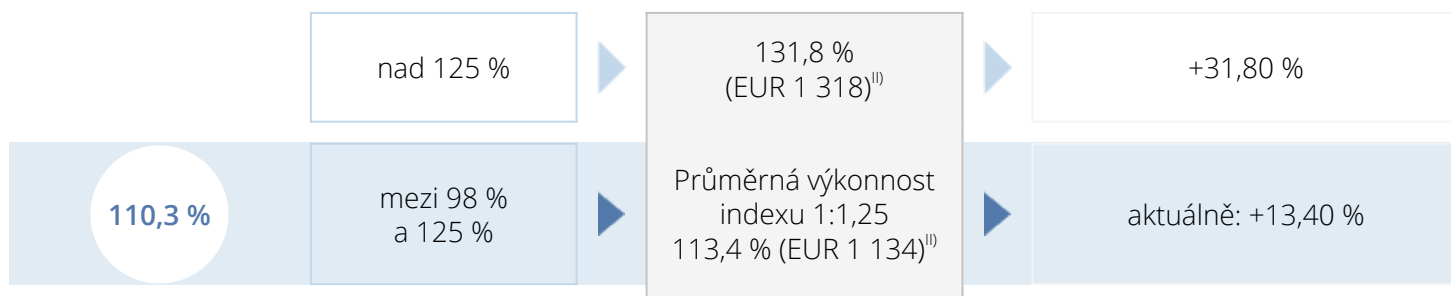 nad 125 %
131,8 %
(EUR 1 318)II)
+31,80 %
110,3 %
mezi 98 %
a 125 %
Průměrná výkonnost
indexu 1:1,25
113,4 % (EUR 1 134)II)
aktuálně: +13,40 %